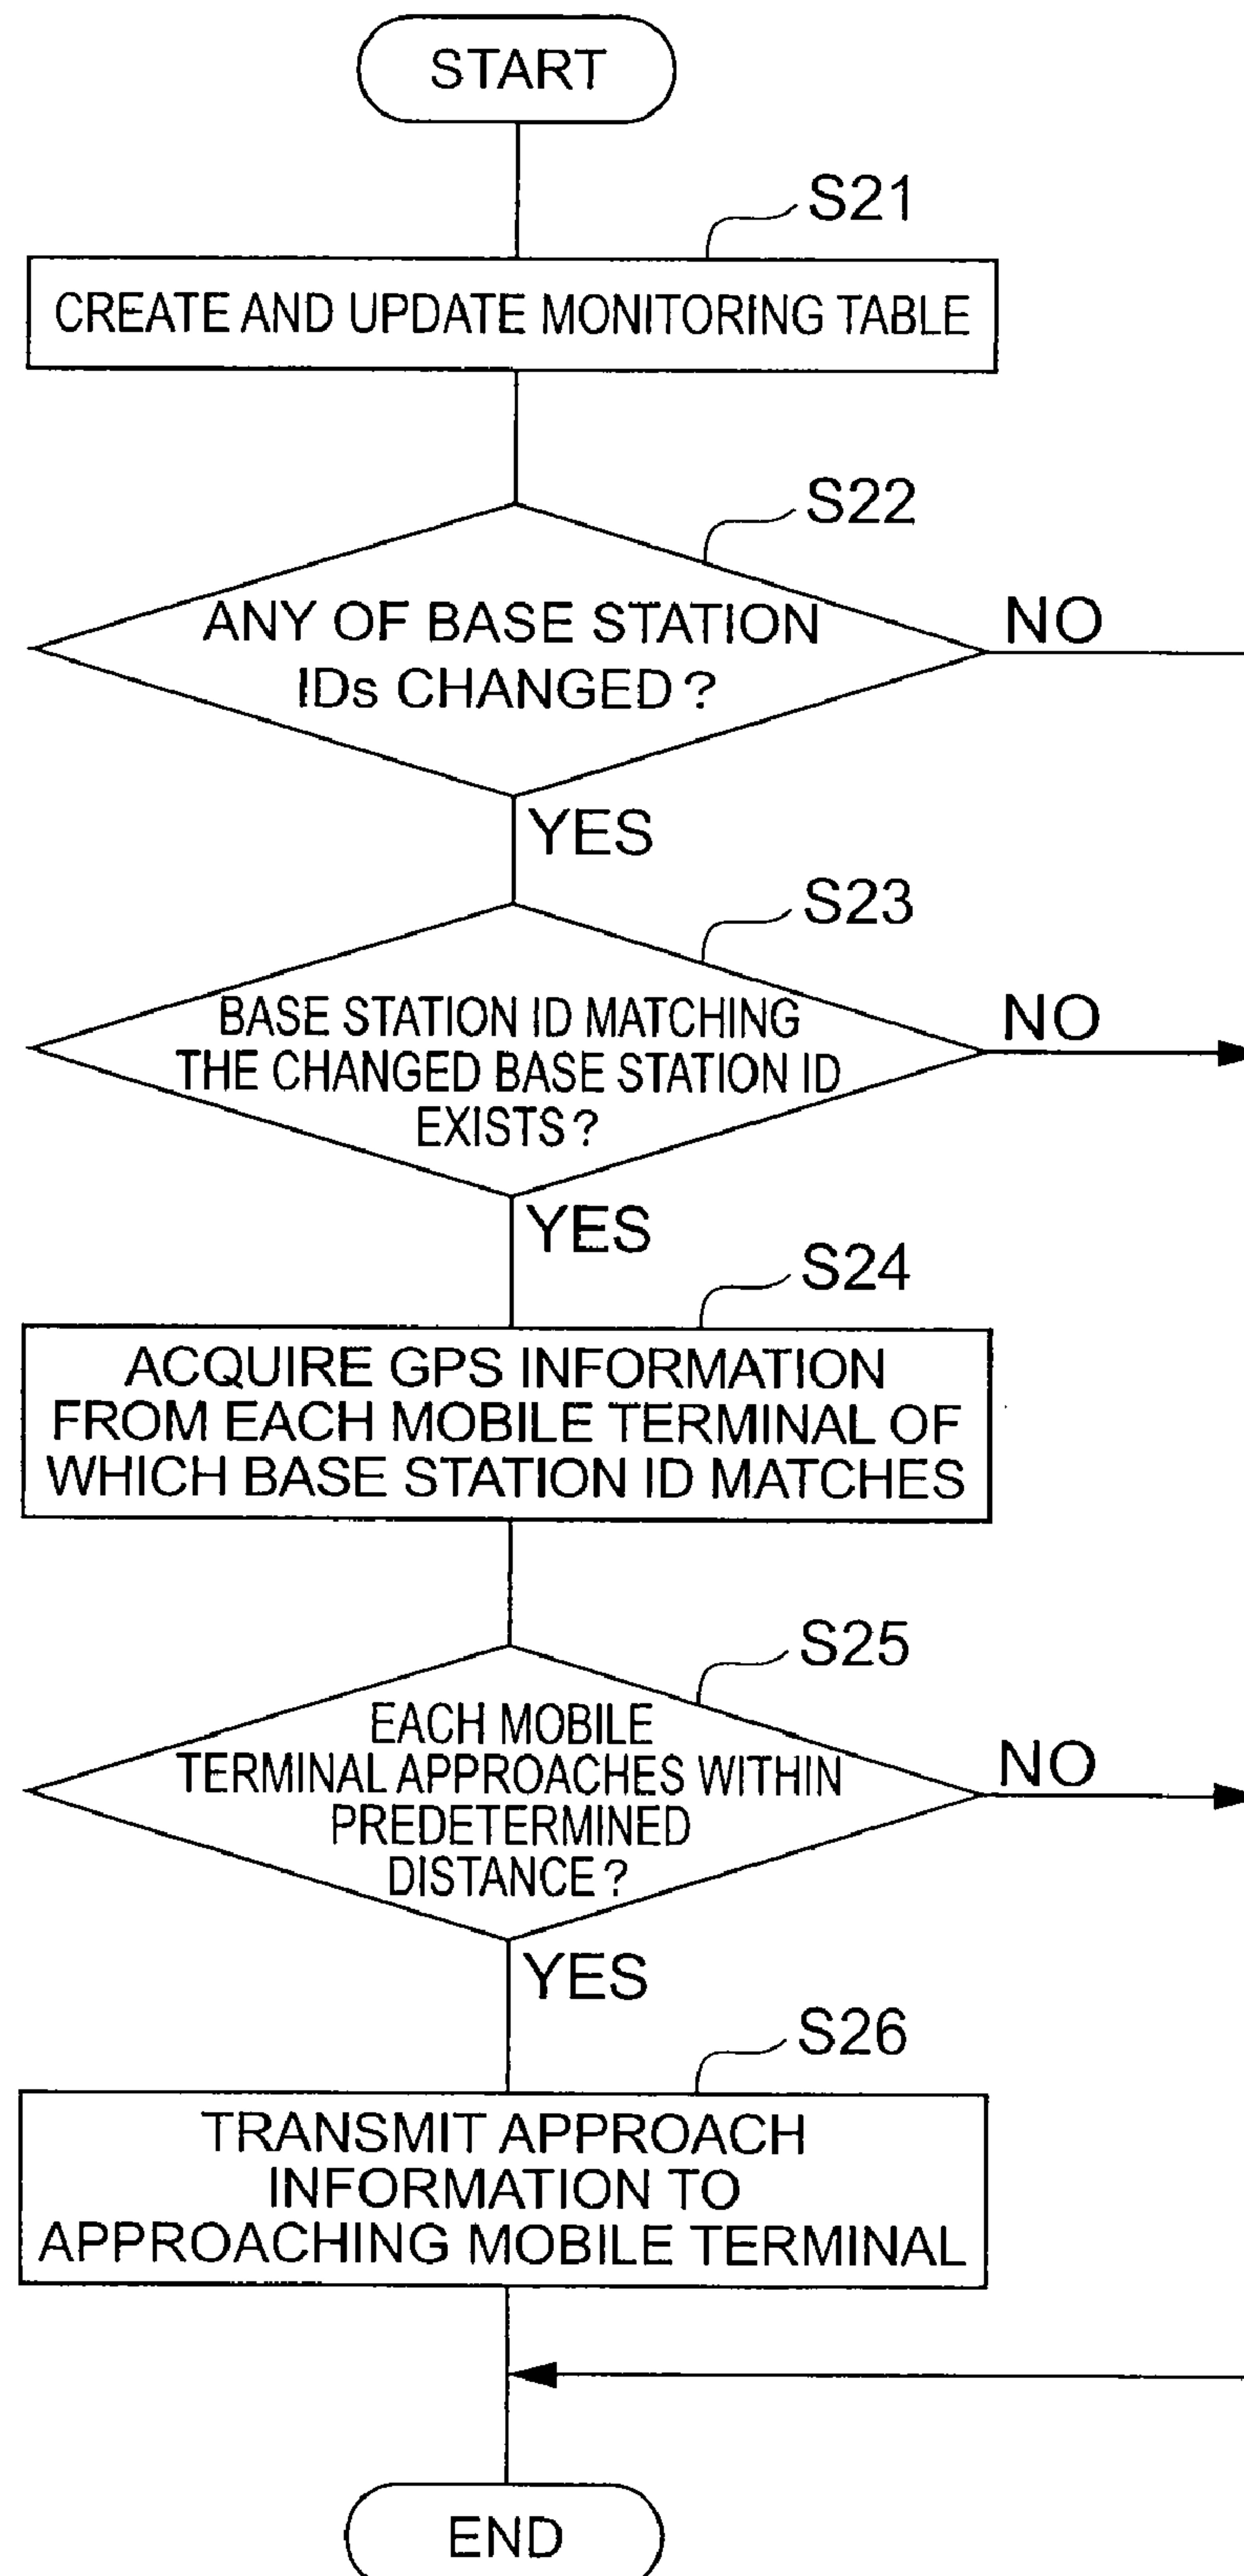 START
S21
CREATE AND UPDATE MONITORING TABLE
S22
ANY OF BASE STATION
IDs CHANGED?
NO
YES
S23
BASE STATION ID MATCHING
THE CHANGED BASE STATION ID
EXISTS?
NO
YES
S24
ACQUIRE GPS INFORMATION
FROM EACH MOBILE TERMINAL OF
WHICH BASE STATION ID MATCHES
S25
EACH MOBILE
TERMINAL APPROACHES WITHIN
PREDETERMINED
DISTANCE?
NO
YES
S26
TRANSMIT APPROACH
INFORMATION TO
APPROACHING MOBILE TERMINAL
END